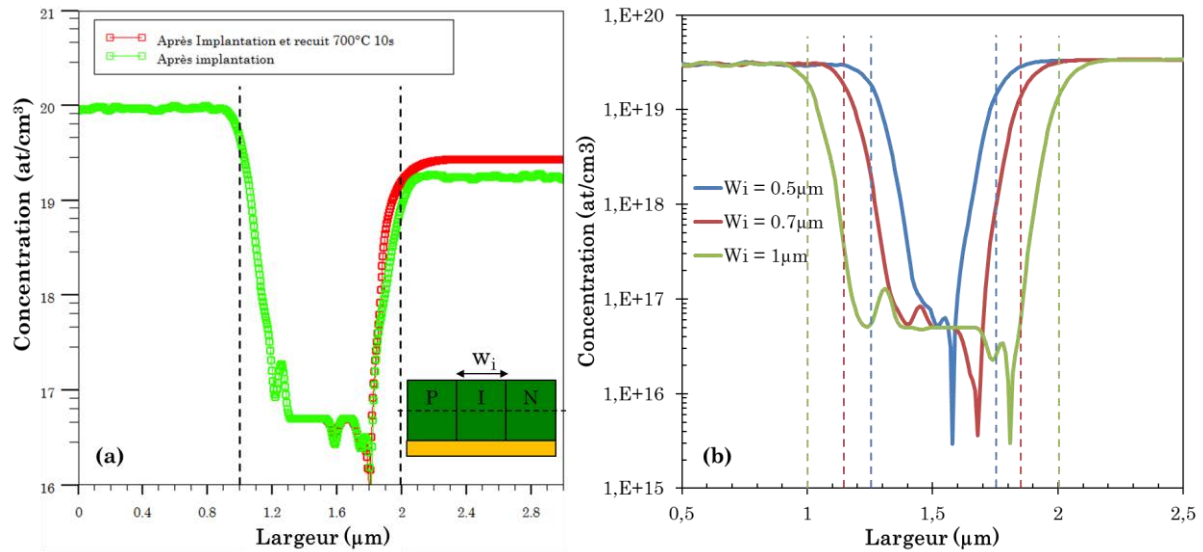 21
20
19
18
17
16
Concentration (at/cm³)
Après Implantation et recuit 700°C 10s
Après implantation
Wi
P I N
(a)
0 0.4 0.8 1.2 1.6 2 2.4 2.8
Largeur (µm)
(b)
1,E+20
1,E+19
1,E+18
1,E+17
1,E+16
1,E+15
Concentration (at/cm3)
Wi = 0.5µm
Wi = 0.7µm
Wi = 1µm
0,5 1 1,5 2 2,5
Largeur (µm)